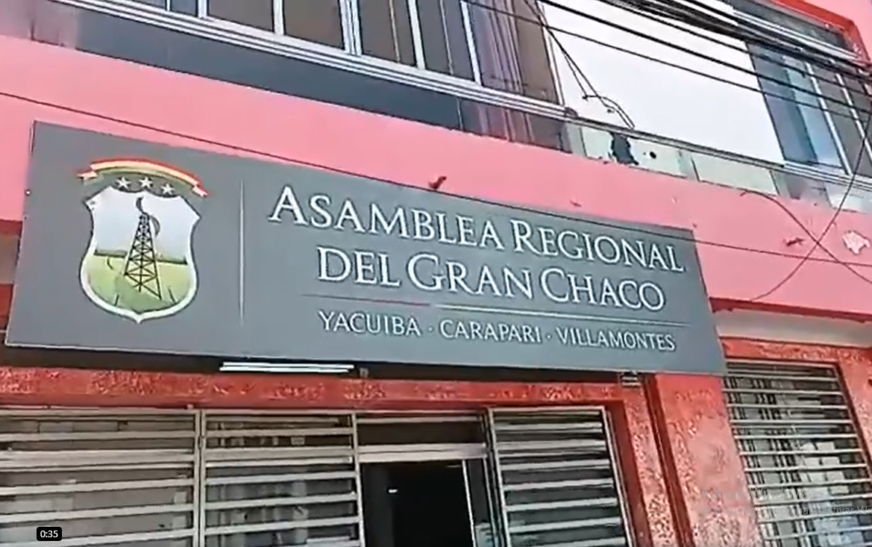 ASAMBLEA REGIONAL
DEL GRAN CHACO
YACUIBA · CARAPARI · VILLAMONTES
0:35